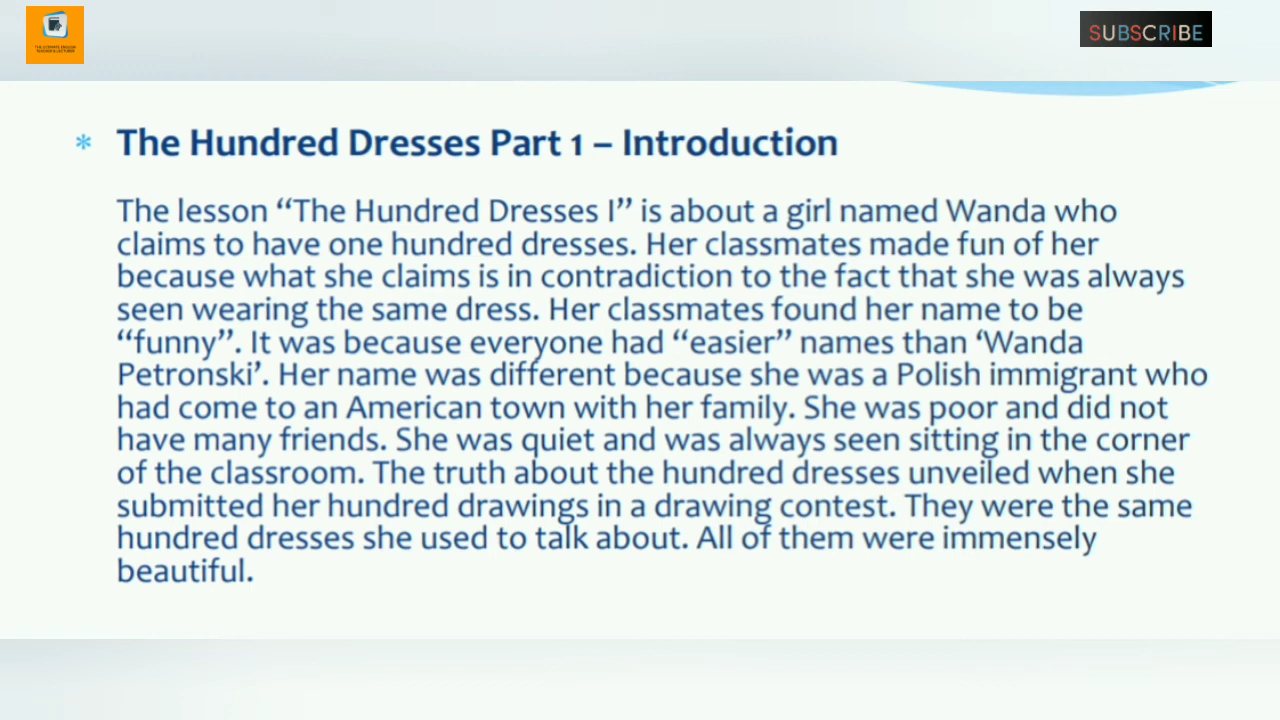 THE ULTIMATE ENGLISH
TEACHER & LECTURER
SUBSCRIBE
* The Hundred Dresses Part 1 – Introduction
The lesson “The Hundred Dresses I” is about a girl named Wanda who
claims to have one hundred dresses. Her classmates made fun of her
because what she claims is in contradiction to the fact that she was always
seen wearing the same dress. Her classmates found her name to be
“funny”. It was because everyone had “easier” names than ‘Wanda
Petronski’. Her name was different because she was a Polish immigrant who
had come to an American town with her family. She was poor and did not
have many friends. She was quiet and was always seen sitting in the corner
of the classroom. The truth about the hundred dresses unveiled when she
submitted her hundred drawings in a drawing contest. They were the same
hundred dresses she used to talk about. All of them were immensely
beautiful.